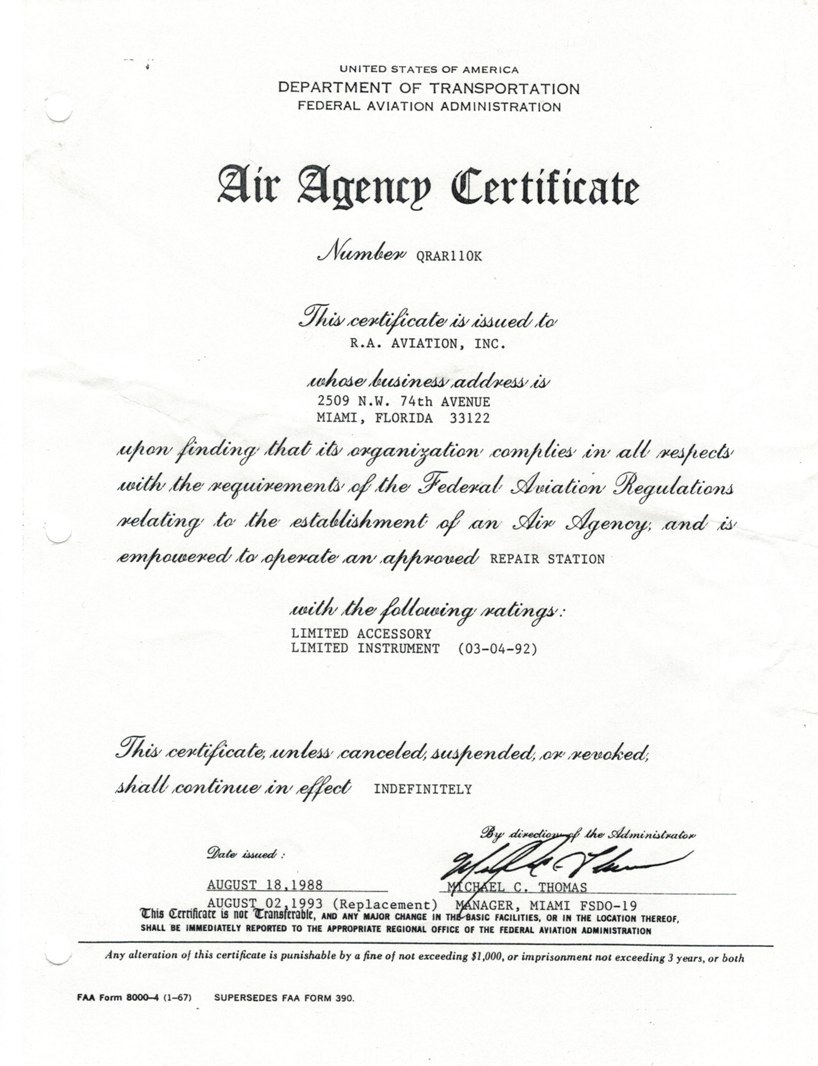 UNITED STATES OF AMERICA
DEPARTMENT OF TRANSPORTATION
FEDERAL AVIATION ADMINISTRATION
Air Agency Certificate
Number QRAR110K
This certificate is issued to
R.A. AVIATION, INC.
whose business address is
2509 N.W. 74th AVENUE
MIAMI, FLORIDA 33122
upon finding that its organization complies in all respects
with the requirements of the Federal Aviation Regulations
relating to the establishment of an Air Agency, and is
empowered to operate an approved REPAIR STATION
with the following ratings:
LIMITED ACCESSORY
LIMITED INSTRUMENT (03-04-92)
This certificate, unless canceled, suspended, or revoked,
shall continue in effect INDEFINITELY
By direction of the Administrator
Date issued :
AUGUST 18,1988 MICHAEL C. THOMAS
AUGUST 02,1993 (Replacement) MANAGER, MIAMI FSDO-19
This Certificate is not Transferable, AND ANY MAJOR CHANGE IN THE BASIC FACILITIES, OR IN THE LOCATION THEREOF,
SHALL BE IMMEDIATELY REPORTED TO THE APPROPRIATE REGIONAL OFFICE OF THE FEDERAL AVIATION ADMINISTRATION
Any alteration of this certificate is punishable by a fine of not exceeding $1,000, or imprisonment not exceeding 3 years, or both
FAA Form 8000-4 (1-67) SUPERSEDES FAA FORM 390.